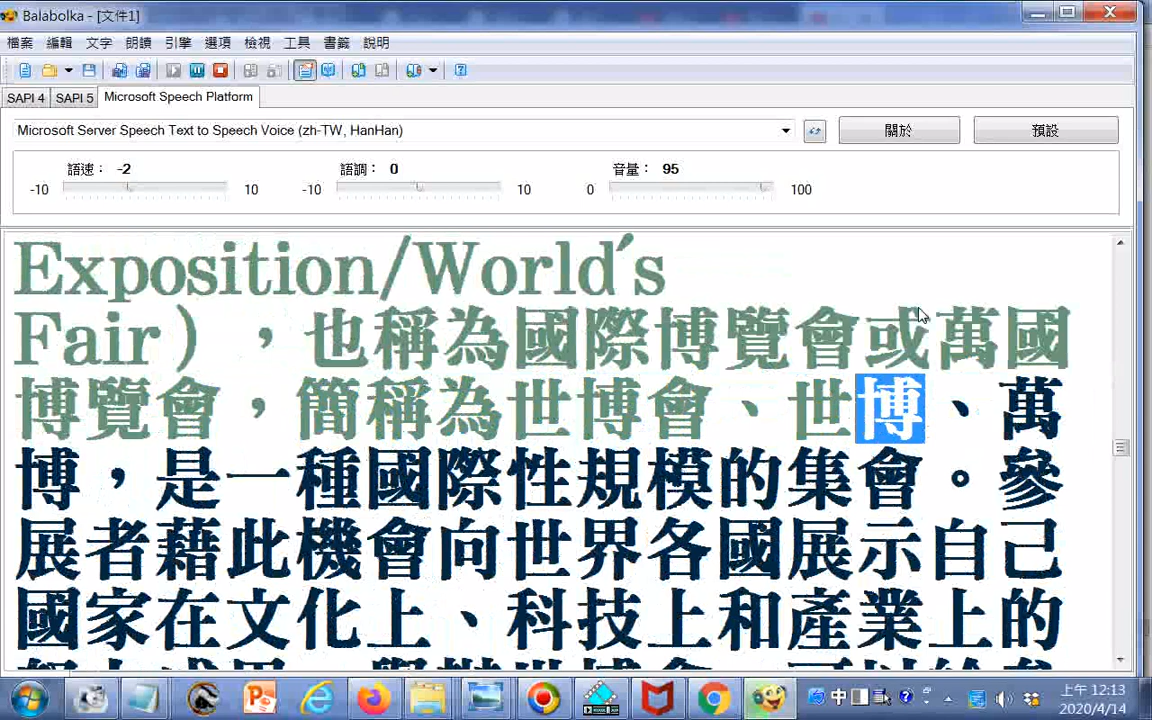 Balabolka - [文件1]
檔案 編輯 文字 朗讀 引擎 選項 檢視 工具 書籤 說明
SAPI 4 SAPI 5 Microsoft Speech Platform
Microsoft Server Speech Text to Speech Voice (zh-TW, HanHan) 關於 預設
語速： -2 語調： 0 音量： 95
-10 10 -10 10 0 100
Exposition/World's
Fair），也稱為國際博覽會或萬國
博覽會，簡稱為世博會、世博、萬
博，是一種國際性規模的集會。參
展者藉此機會向世界各國展示自己
國家在文化上、科技上和產業上的
中 上午 12:13
2020/4/14